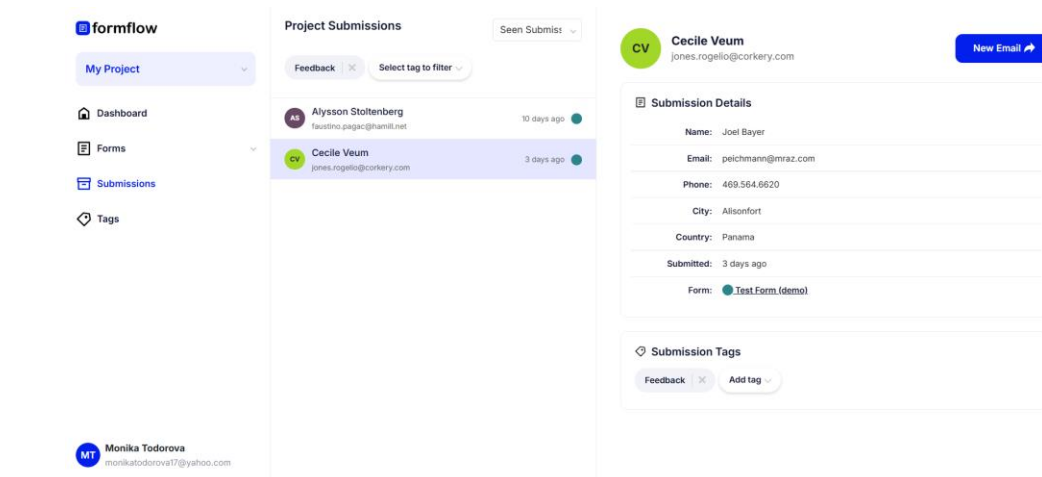 formflow
My Project
Dashboard
Forms
Submissions
Tags
MT
Monika Todorova
monikatodorova17@yahoo.com
Project Submissions
Seen Submiss
Feedback
Select tag to filter
AS
Alysson Stoltenberg
faustino.pagac@hamill.net
10 days ago
CV
Cecile Veum
jones.rogelio@corkery.com
3 days ago
CV
Cecile Veum
jones.rogelio@corkery.com
New Email
Submission Details
Name: Joel Bayer
Email: peichmann@mraz.com
Phone: 469.564.6620
City: Alisonfort
Country: Panama
Submitted: 3 days ago
Form: Test Form (demo)
Submission Tags
Feedback
Add tag